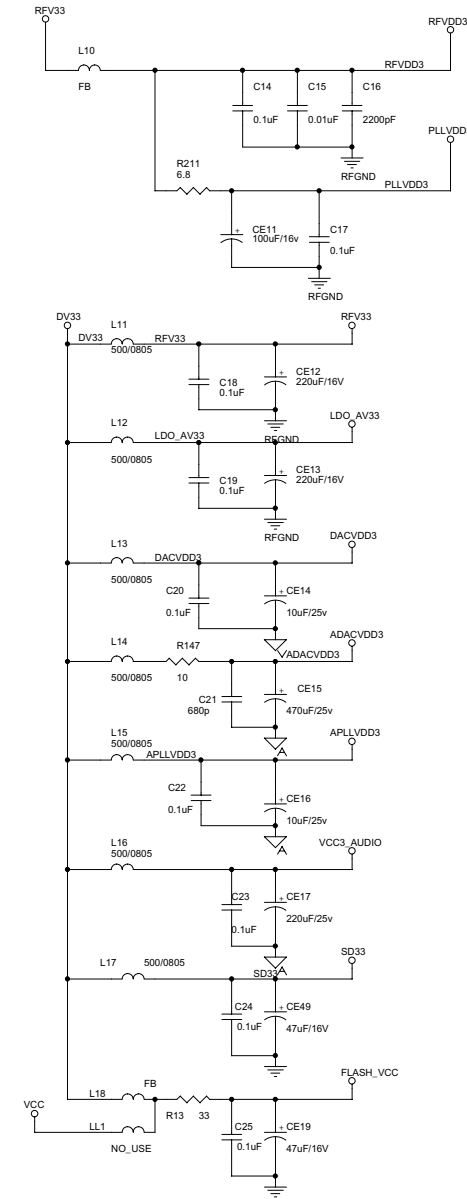 RFV33
RFVDD3
L10
RFVDD3
FB
C14
C15
C16
0.1uF
0.01uF
2200pF
PLLVDD
RFGND
R211
6.8
PLLVDD3
CE11
100uF/16v
C17
0.1uF
RFGND
DV33
L11
RFV33
DV33
RFV33
500/0805
C18
0.1uF
CE12
220uF/16V
RFGND
LDO_AV33
L12
LDO_AV33
500/0805
C19
0.1uF
CE13
220uF/16V
RFGND
DACVDD3
L13
DACVDD3
500/0805
C20
0.1uF
CE14
10uF/25v
ADACVDD3
L14
R147
ADACVDD3
500/0805
10
C21
680p
CE15
470uF/25v
A
APLLVDD3
L15
500/0805
APLLVDD3
C22
0.1uF
CE16
10uF/25v
A
VCC3_AUDIO
L16
500/0805
C23
0.1uF
CE17
220uF/25v
A
SD33
L17
500/0805
SD33
C24
0.1uF
CE49
47uF/16V
FLASH_VCC
FB
L18
VCC
R13
33
LL1
NO_USE
C25
0.1uF
CE19
47uF/16V